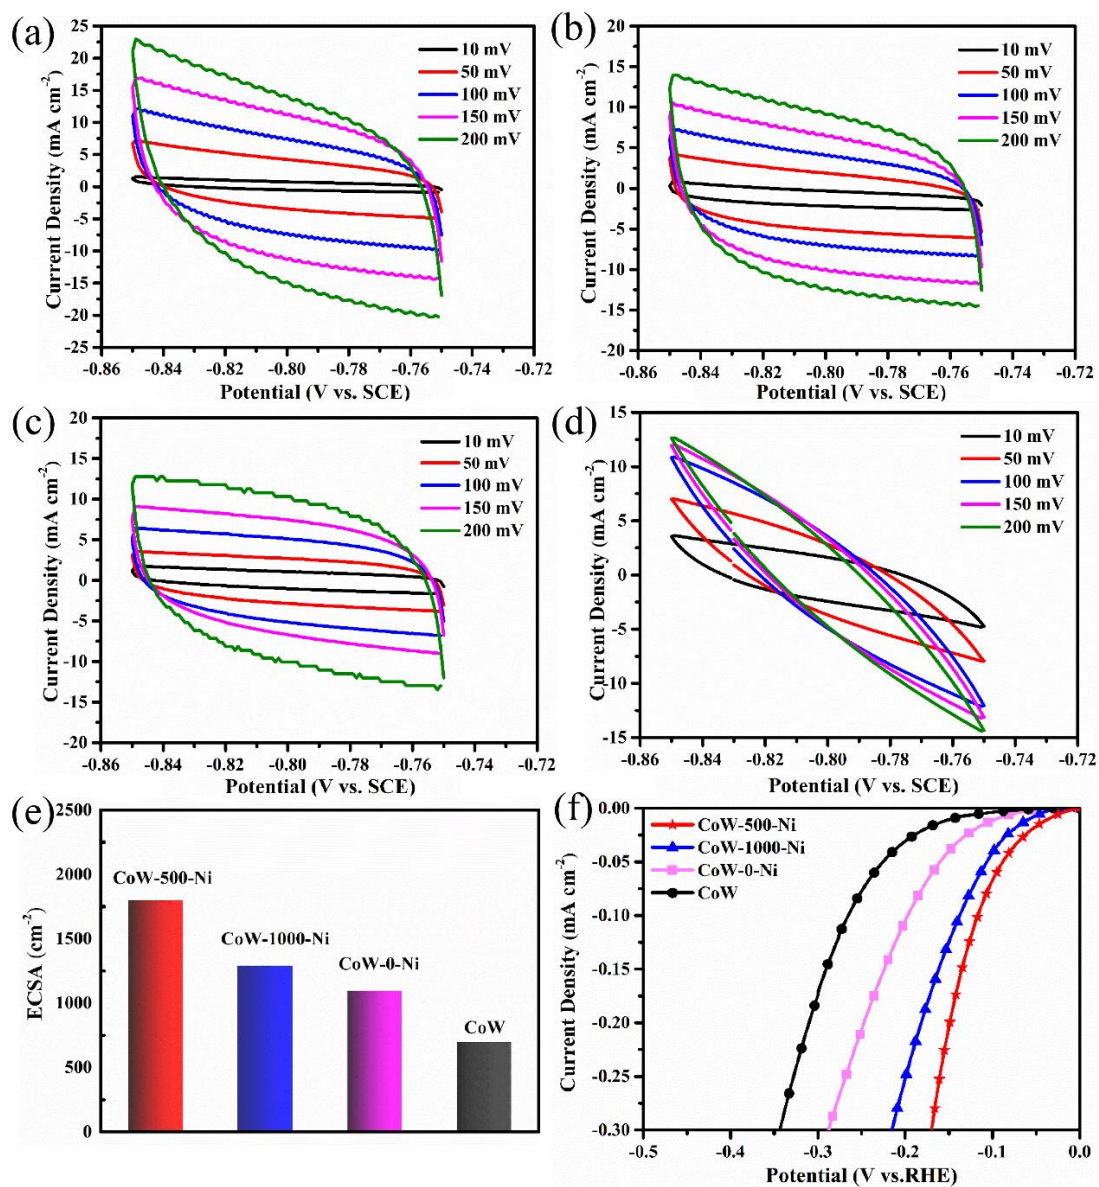 (a)
25
20
15
10
5
0
-5
-10
-15
-20
-25
Current Density (mA cm-2)
10 mV
50 mV
100 mV
150 mV
200 mV
-0.86 -0.84 -0.82 -0.80 -0.78 -0.76 -0.74 -0.72
Potential (V vs. SCE)
(b)
20
15
10
5
0
-5
-10
-15
-20
Current Density (mA cm-2)
10 mV
50 mV
100 mV
150 mV
200 mV
-0.86 -0.84 -0.82 -0.80 -0.78 -0.76 -0.74 -0.72
Potential (V vs. SCE)
(c)
20
15
10
5
0
-5
-10
-15
-20
Current Density (mA cm-2)
10 mV
50 mV
100 mV
150 mV
200 mV
-0.86 -0.84 -0.82 -0.80 -0.78 -0.76 -0.74 -0.72
Potential (V vs. SCE)
(d)
15
10
5
0
-5
-10
-15
Current Density (mA cm-2)
10 mV
50 mV
100 mV
150 mV
200 mV
-0.86 -0.84 -0.82 -0.80 -0.78 -0.76 -0.74 -0.72
Potential (V vs. SCE)
(e)
2500
2000
1500
1000
500
0
ECSA (cm-2)
CoW-500-Ni
CoW-1000-Ni
CoW-0-Ni
CoW
(f)
0.00
-0.05
-0.10
-0.15
-0.20
-0.25
-0.30
Current Density (mA cm-2)
CoW-500-Ni
CoW-1000-Ni
CoW-0-Ni
CoW
-0.5 -0.4 -0.3 -0.2 -0.1 0.0
Potential (V vs.RHE)